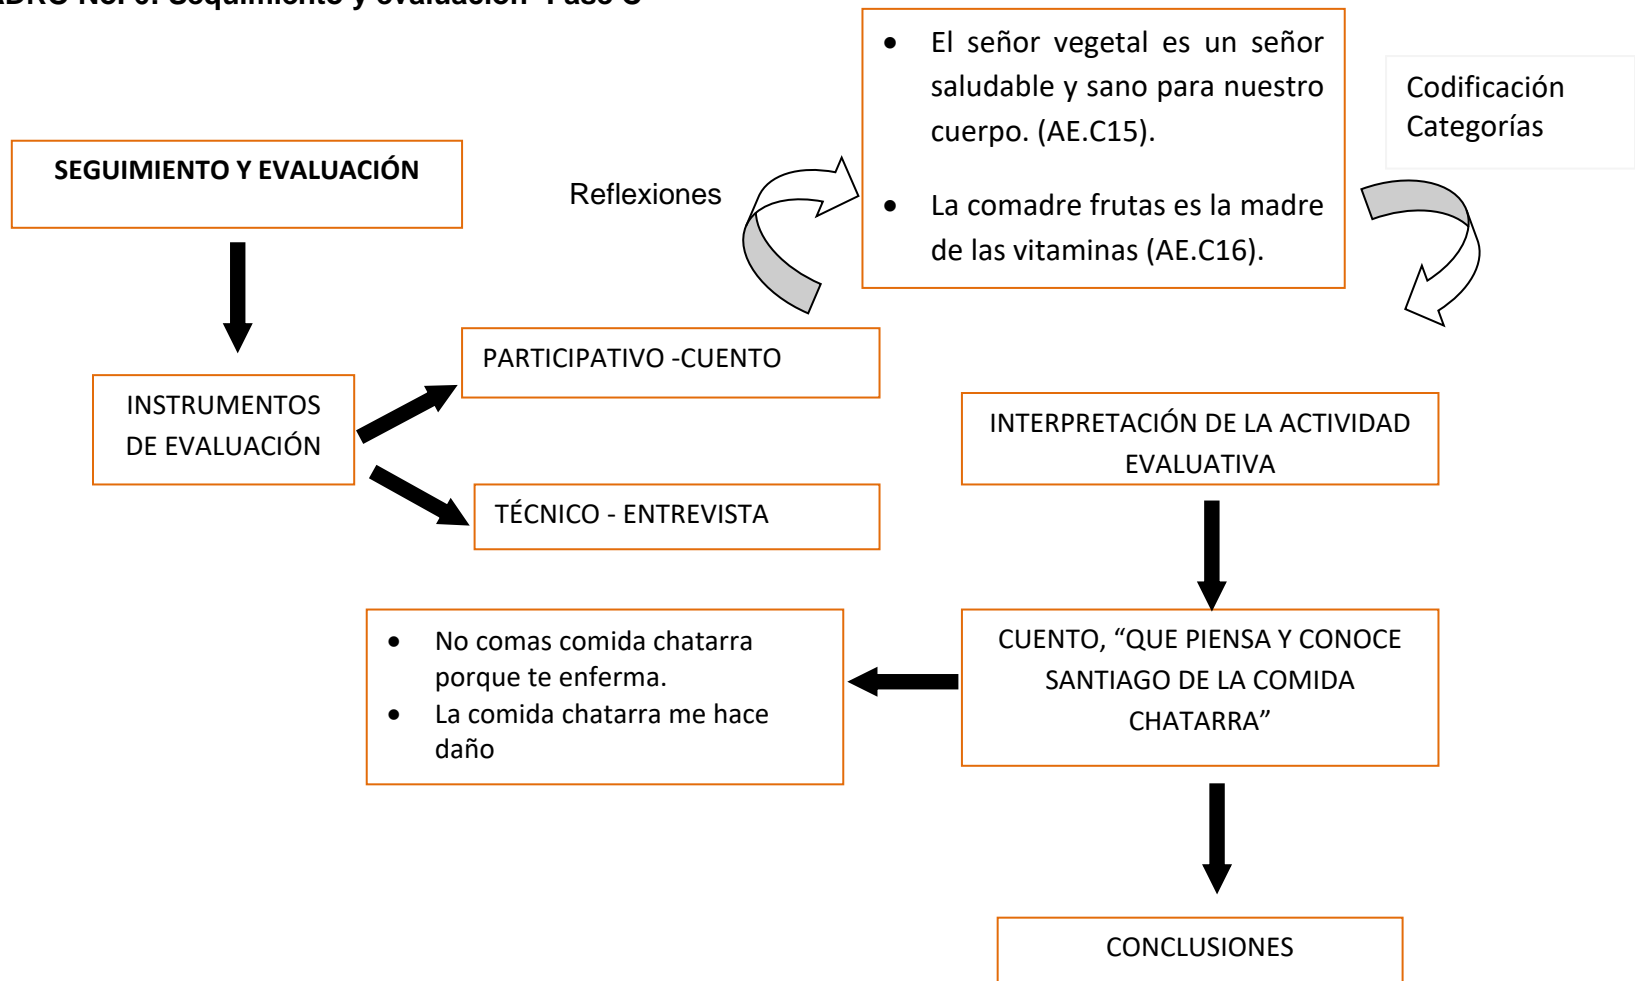 Seguimiento y evaluación
El señor vegetal es un señor
saludable y sano para nuestro
cuerpo. (AE.C15).
La comadre frutas es la madre
de las vitaminas (AE.C16).
Codificación
Categorías
SEGUIMIENTO Y EVALUACIÓN
Reflexiones
PARTICIPATIVO -CUENTO
INSTRUMENTOS
DE EVALUACIÓN
TÉCNICO - ENTREVISTA
INTERPRETACIÓN DE LA ACTIVIDAD
EVALUATIVA
CUENTO, “QUE PIENSA Y CONOCE
SANTIAGO DE LA COMIDA
CHATARRA”
No comas comida chatarra
porque te enferma.
La comida chatarra me hace
daño
CONCLUSIONES